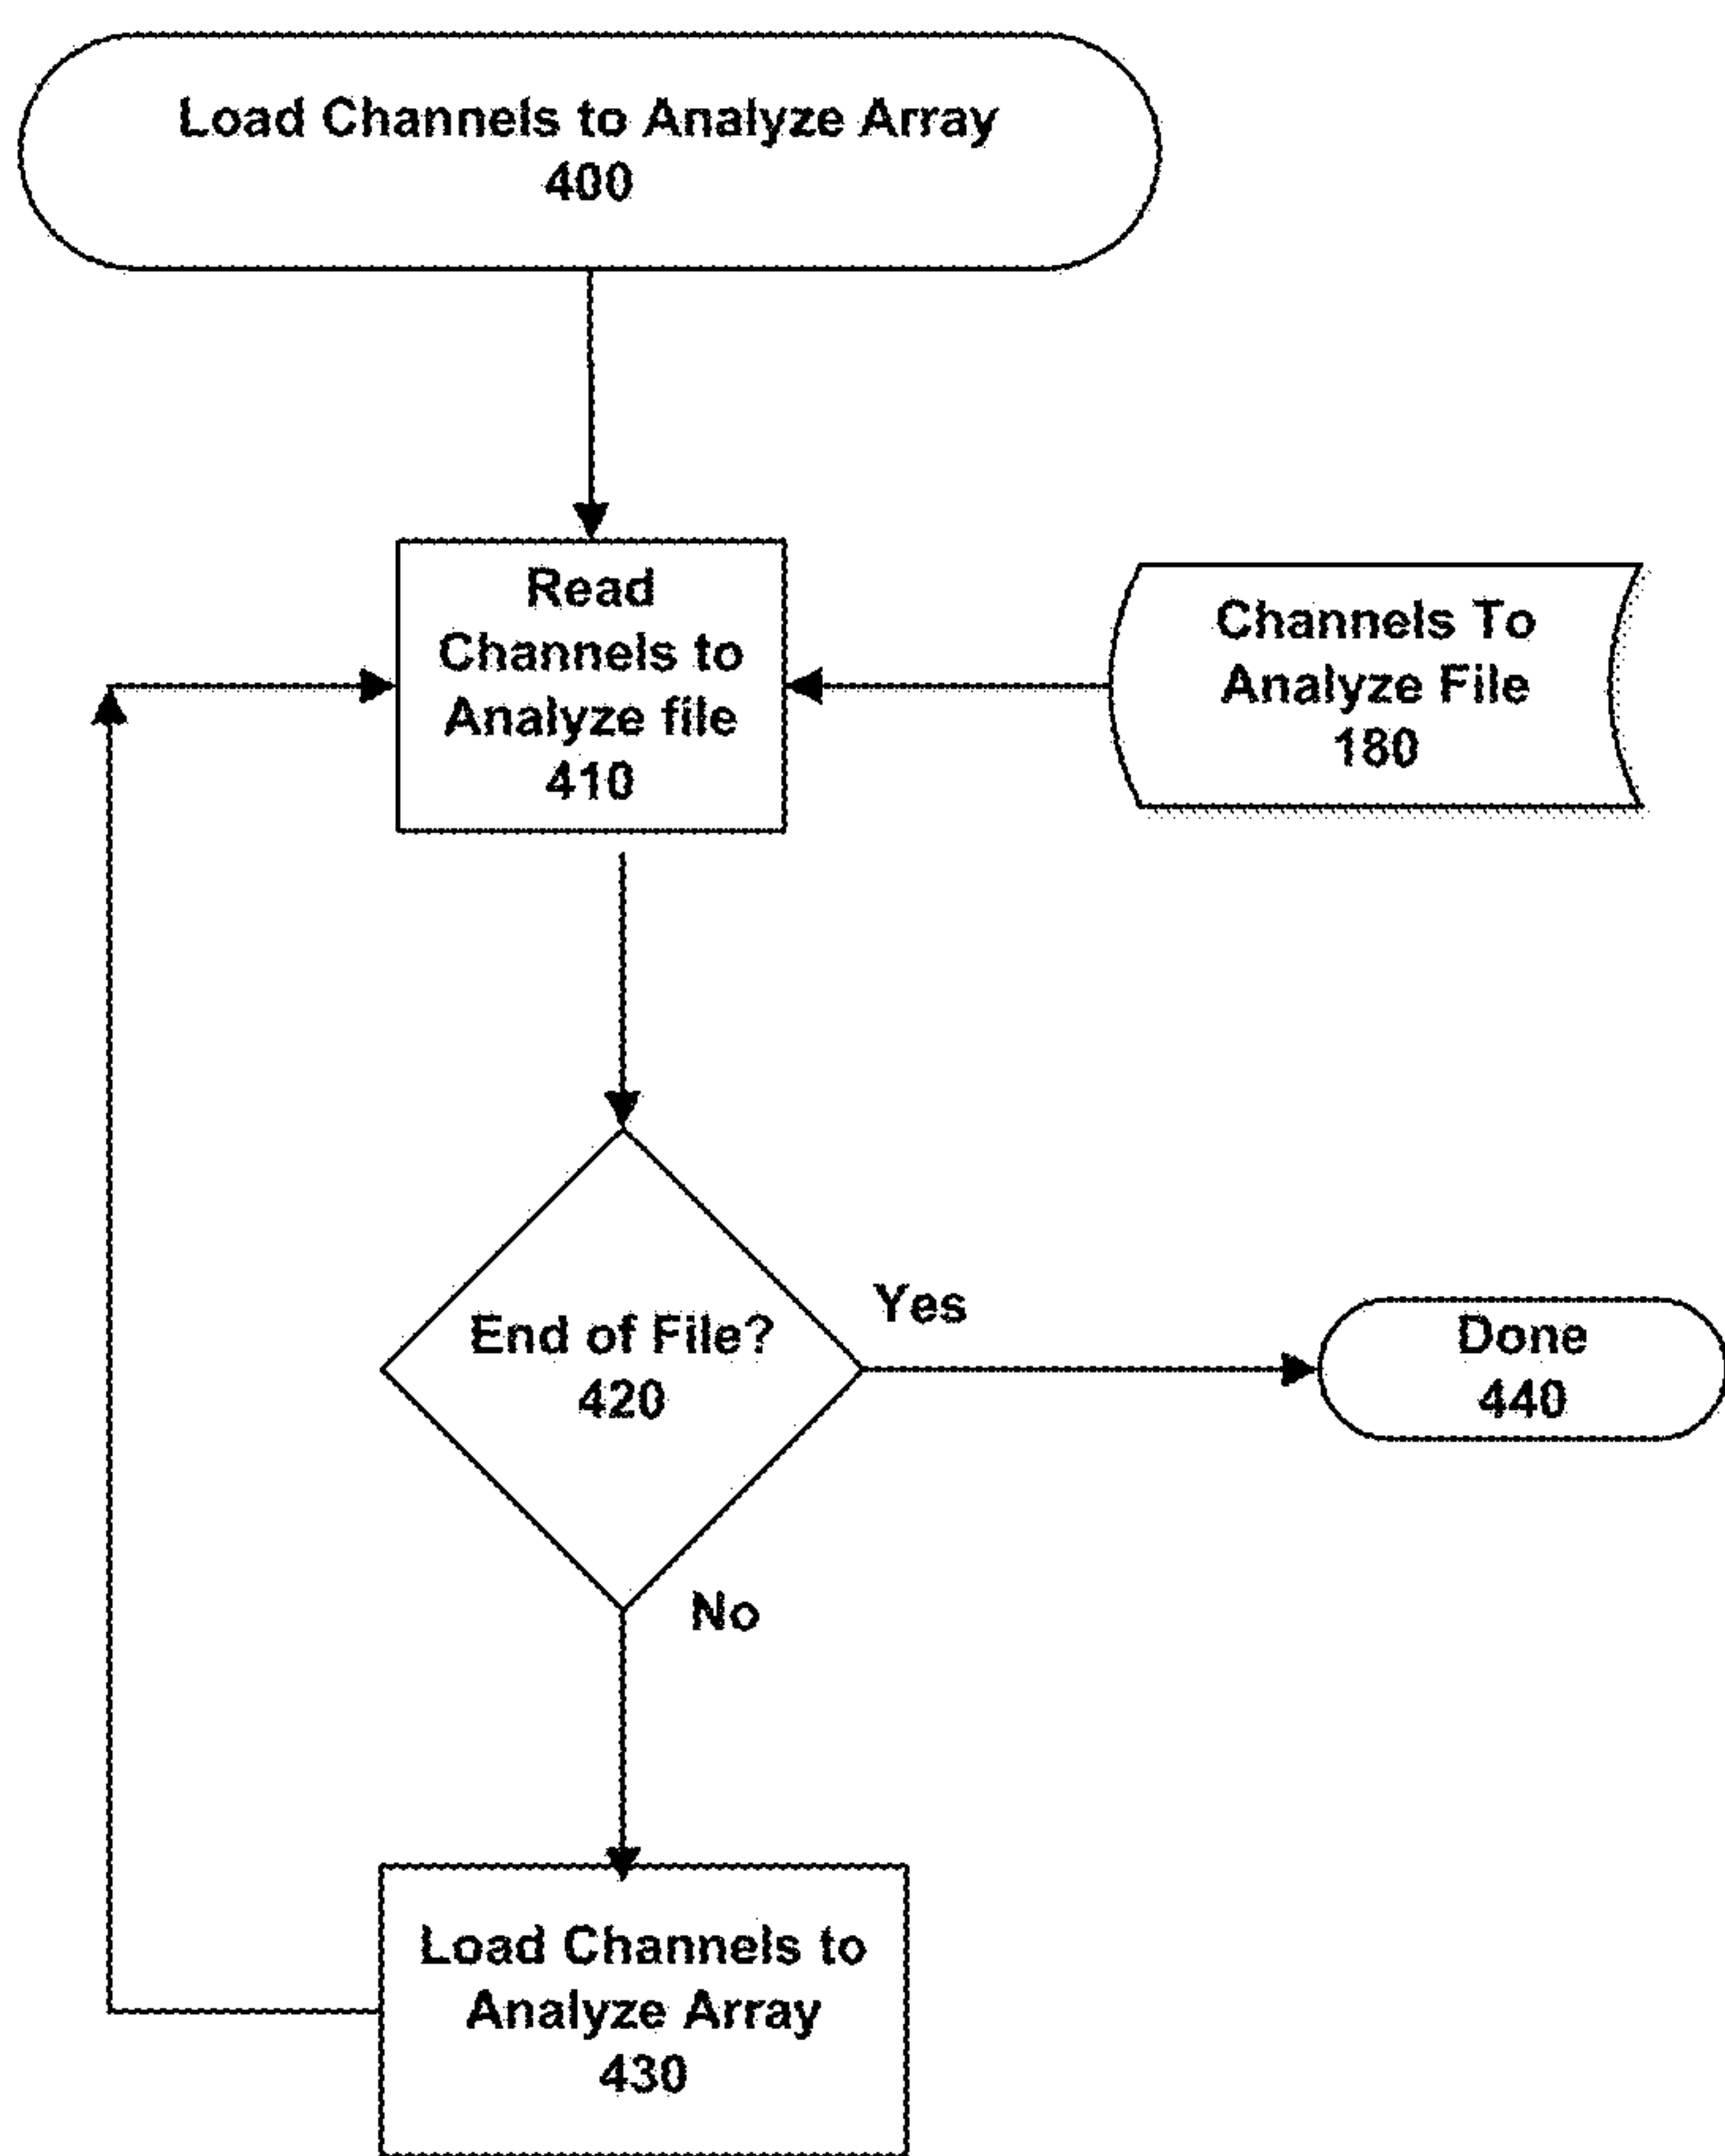 Load Channels to Analyze Array
400
Read
Channels to
Analyze file
410
Channels To
Analyze File
180
End of File?
420
Yes
Done
440
No
Load Channels to
Analyze Array
430